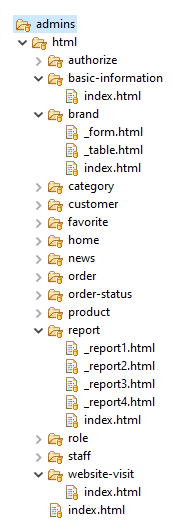 admins
html
authorize
basic-information
index.html
brand
_form.html
_table.html
index.html
category
customer
favorite
home
news
order
order-status
product
report
_report1.html
_report2.html
_report3.html
_report4.html
index.html
role
staff
website-visit
index.html
index.html